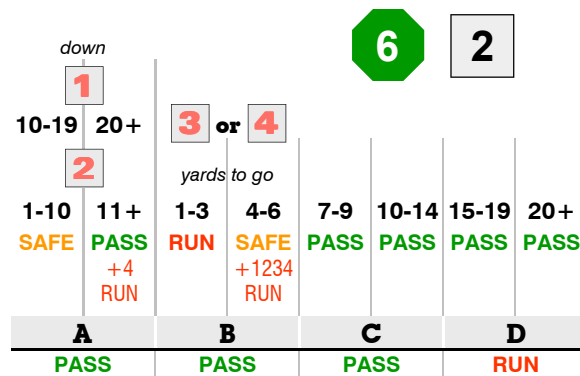 6 2
down
1
10-19 20+ 3 or 4
2 yards to go
1-10 11+ 1-3 4-6 7-9 10-14 15-19 20+
SAFE PASS RUN SAFE PASS PASS PASS PASS
+4 +1234
RUN RUN
A B C D
PASS PASS PASS RUN